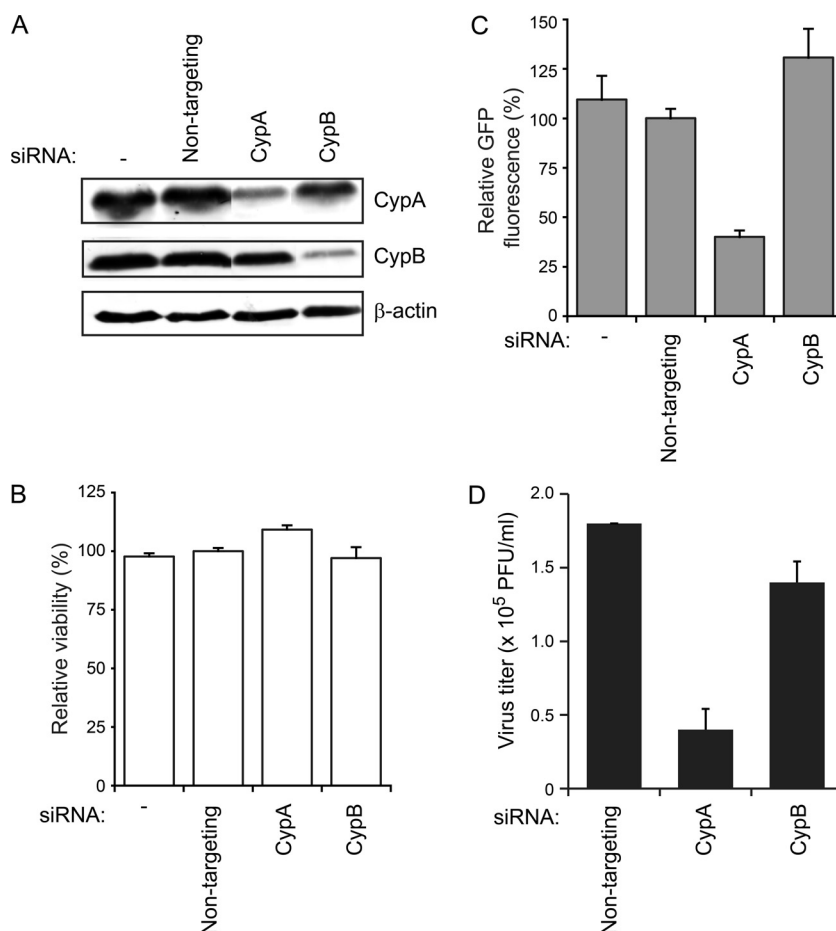 A
siRNA:
-
Non-targeting
CypA
CypB
CypA
CypB
β-actin
B
Relative viability (%)
125
100
75
50
25
0
siRNA:
-
Non-targeting
CypA
CypB
C
Relative GFP
fluorescence (%)
150
125
100
75
50
25
0
siRNA:
-
Non-targeting
CypA
CypB
D
Virus titer (x 10⁵ PFU/ml)
2.0
1.5
1.0
0.5
0
siRNA:
Non-targeting
CypA
CypB